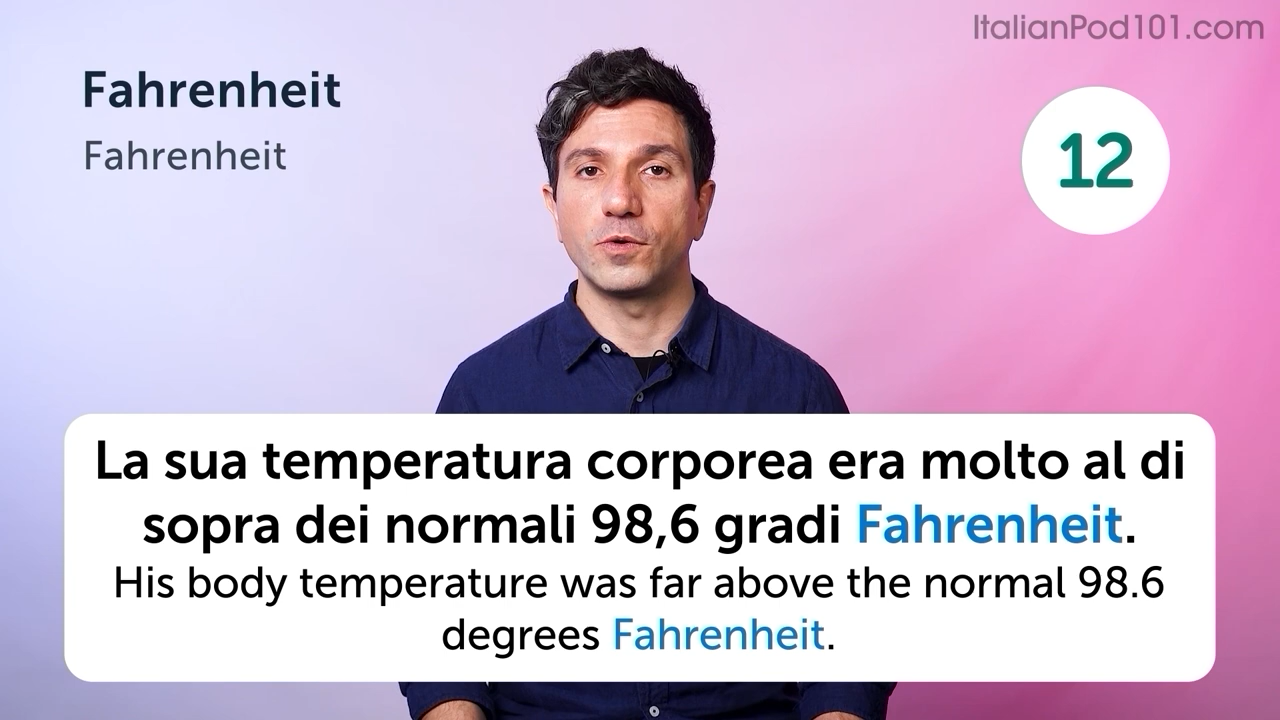 ItalianPod101.com
Fahrenheit
Fahrenheit
12
La sua temperatura corporea era molto al di
sopra dei normali 98,6 gradi Fahrenheit.
His body temperature was far above the normal 98.6
degrees Fahrenheit.